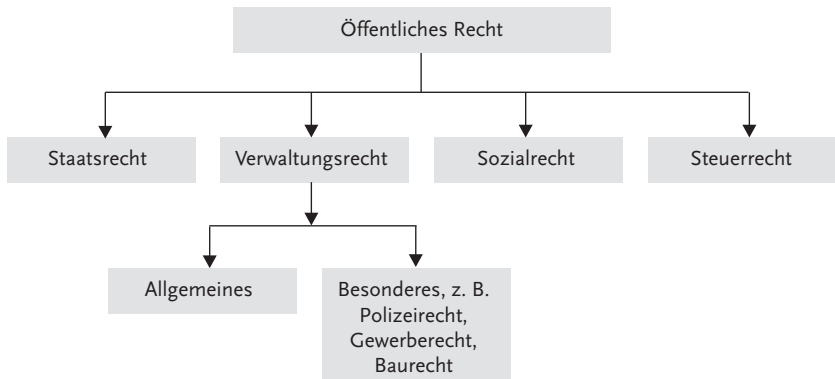 Öffentliches Recht
Staatsrecht
Verwaltungsrecht
Sozialrecht
Steuerrecht
Allgemeines
Besonderes, z. B.
Polizeirecht,
Gewerberecht,
Baurecht